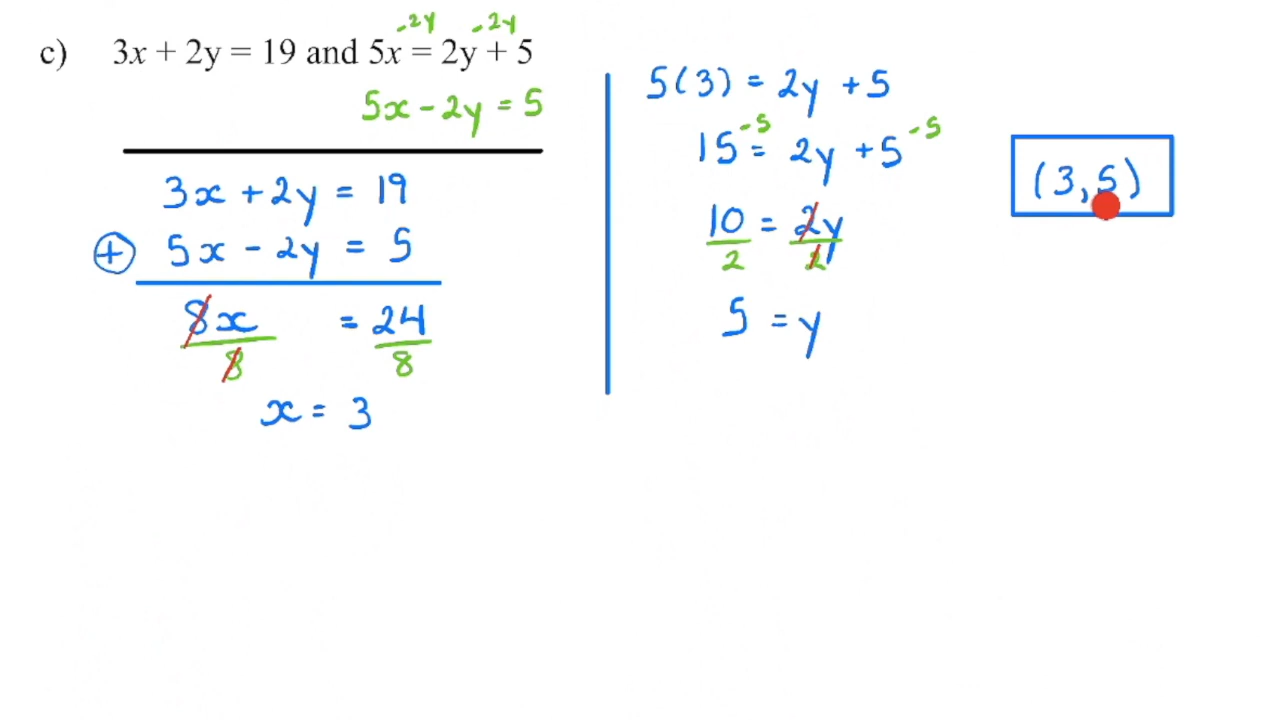 -2y -2y
c) 3x + 2y = 19 and 5x = 2y + 5
5x - 2y = 5
3x + 2y = 19
+ 5x - 2y = 5
8x = 24
8 8
x = 3
5(3) = 2y + 5
-5 -5
15 = 2y + 5
10 = 2y
2 2
5 = y
(3,5)